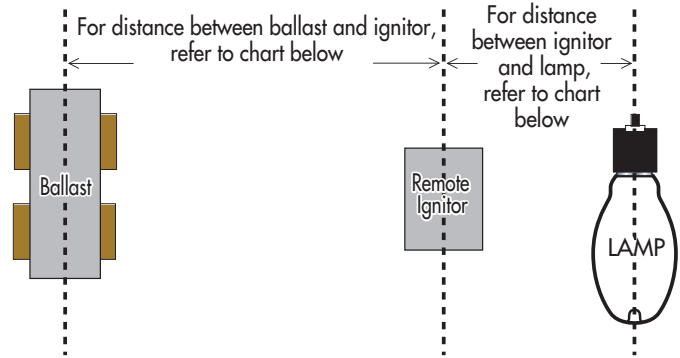 For distance between ballast and ignitor,
refer to chart below
For distance
between ignitor
and lamp,
refer to chart
below
Ballast
Remote
Ignitor
LAMP